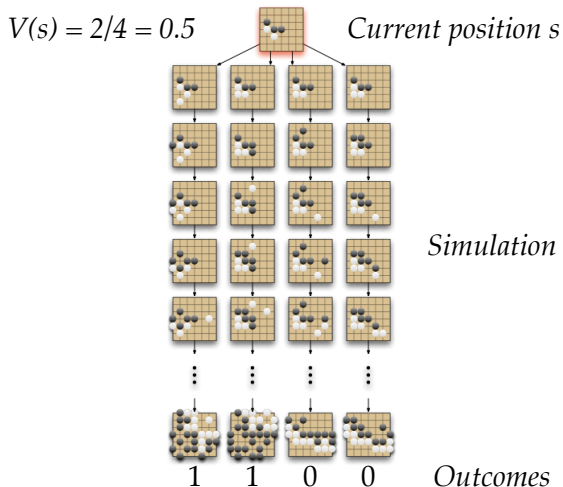 V(s) = 2/4 = 0.5
Current position s
Simulation
1 1 0 0
Outcomes